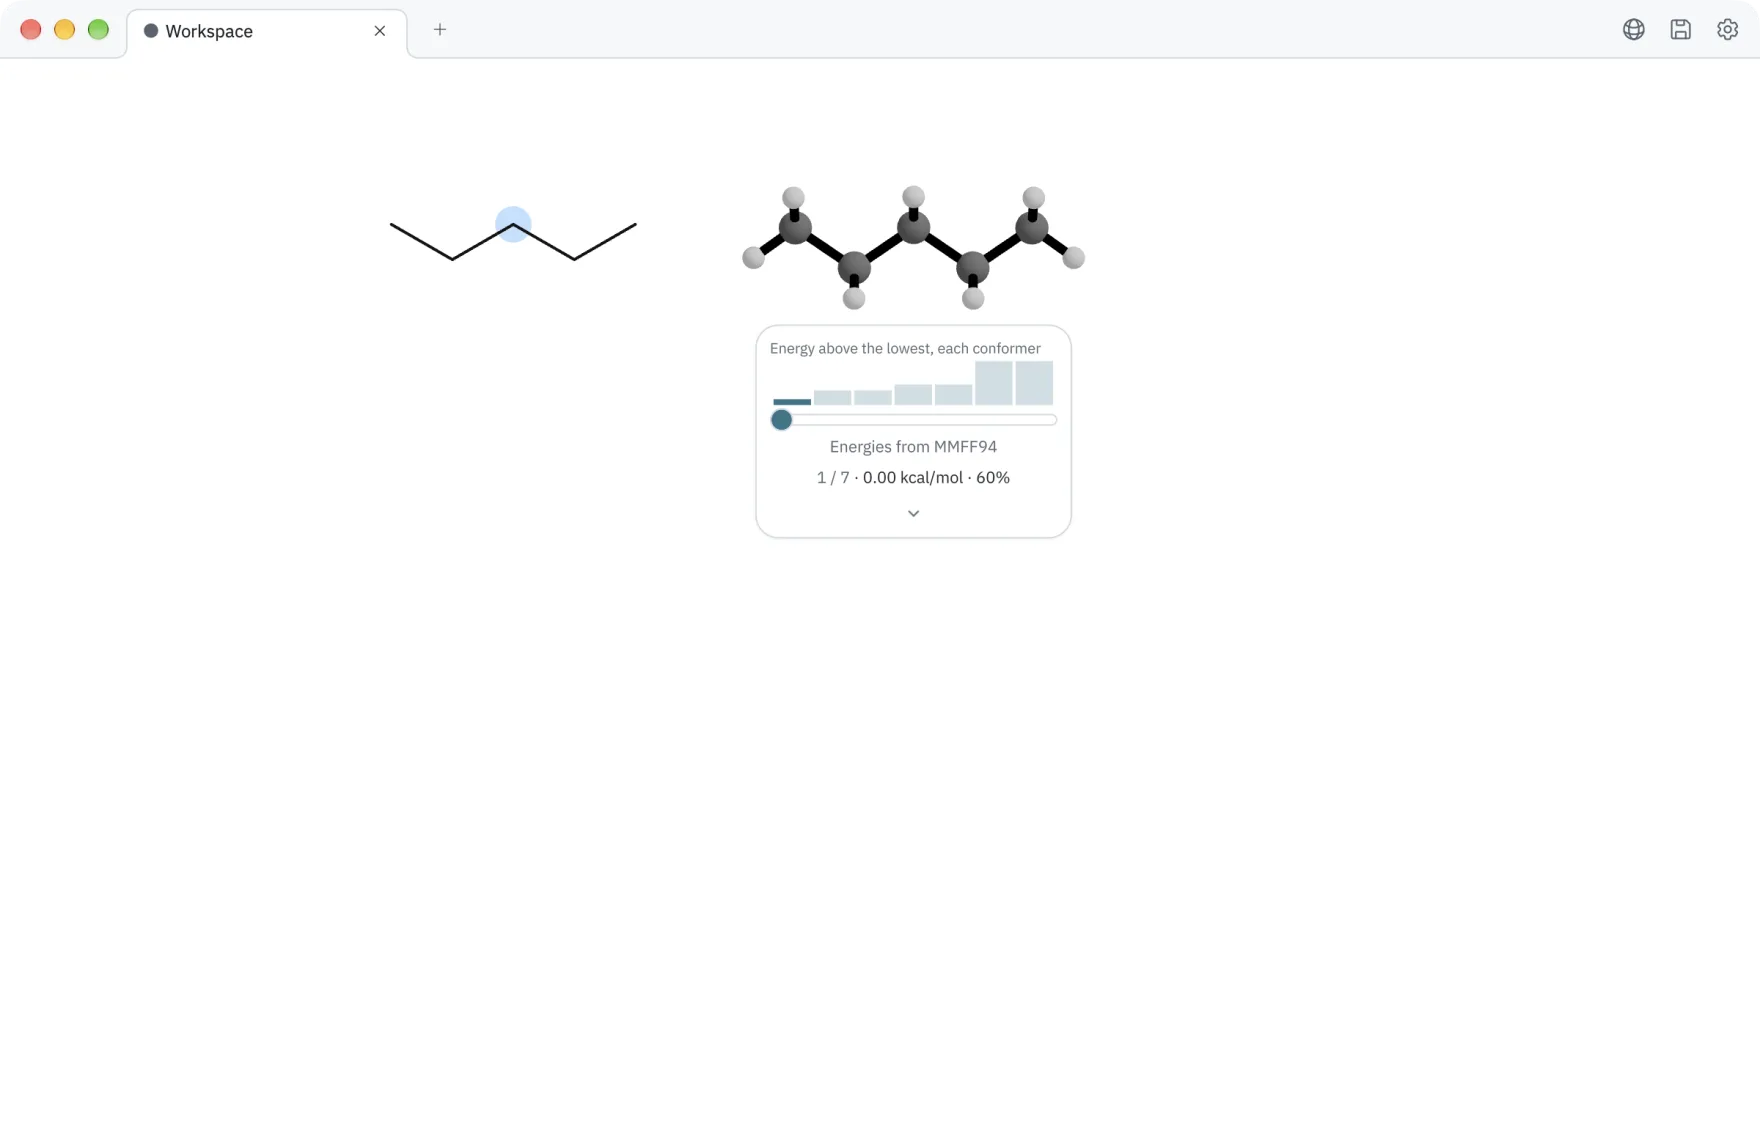 Workspace
Energy above the lowest, each conformer
Energies from MMFF94
1 / 7 · 0.00 kcal/mol · 60%